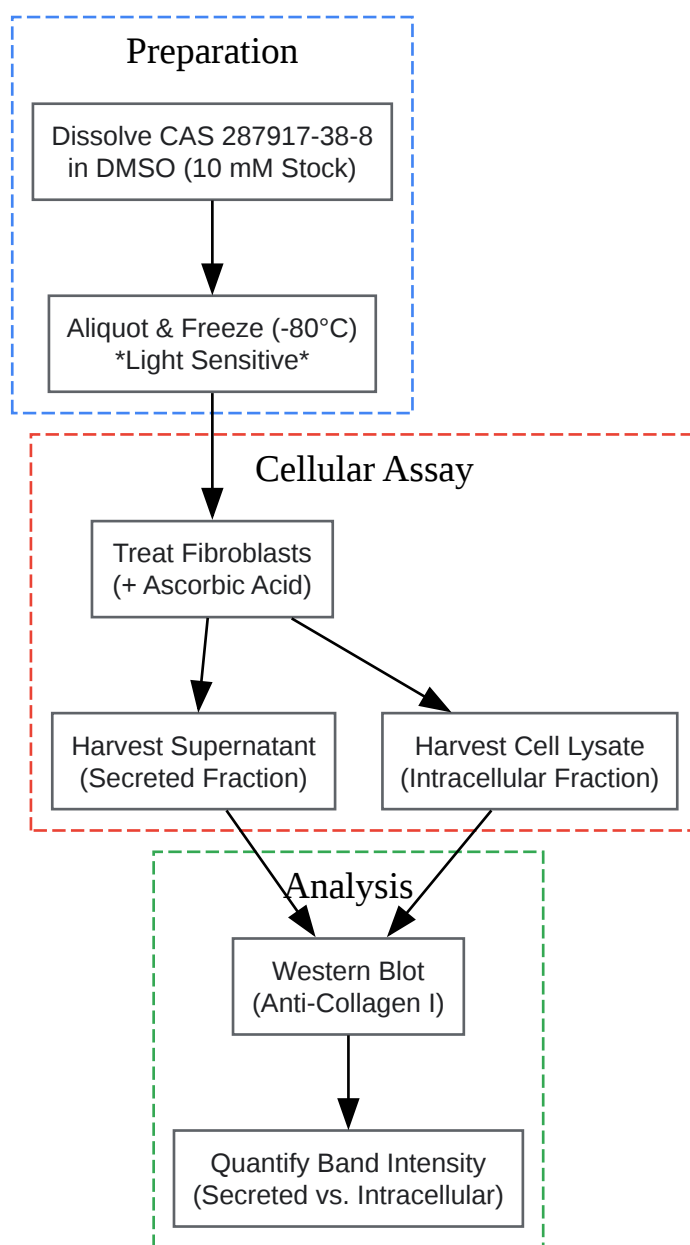 Preparation
Dissolve CAS 287917-38-8
in DMSO (10 mM Stock)
Aliquot & Freeze (-80°C)
*Light Sensitive*
Cellular Assay
Treat Fibroblasts
(+ Ascorbic Acid)
Harvest Supernatant
(Secreted Fraction)
Harvest Cell Lysate
(Intracellular Fraction)
Analysis
Western Blot
(Anti-Collagen I)
Quantify Band Intensity
(Secreted vs. Intracellular)